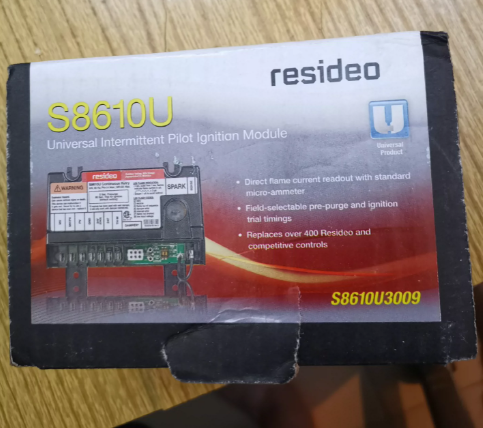 resideo
S8610U
Universal Intermittent Pilot Ignition Module
U
Universal
Product
resideo
WARNING
SPARK
• Direct flame current readout with standard
micro-ammeter
• Field-selectable pre-purge and ignition
trial timings
• Replaces over 400 Resideo and
competitive controls
S8610U3009